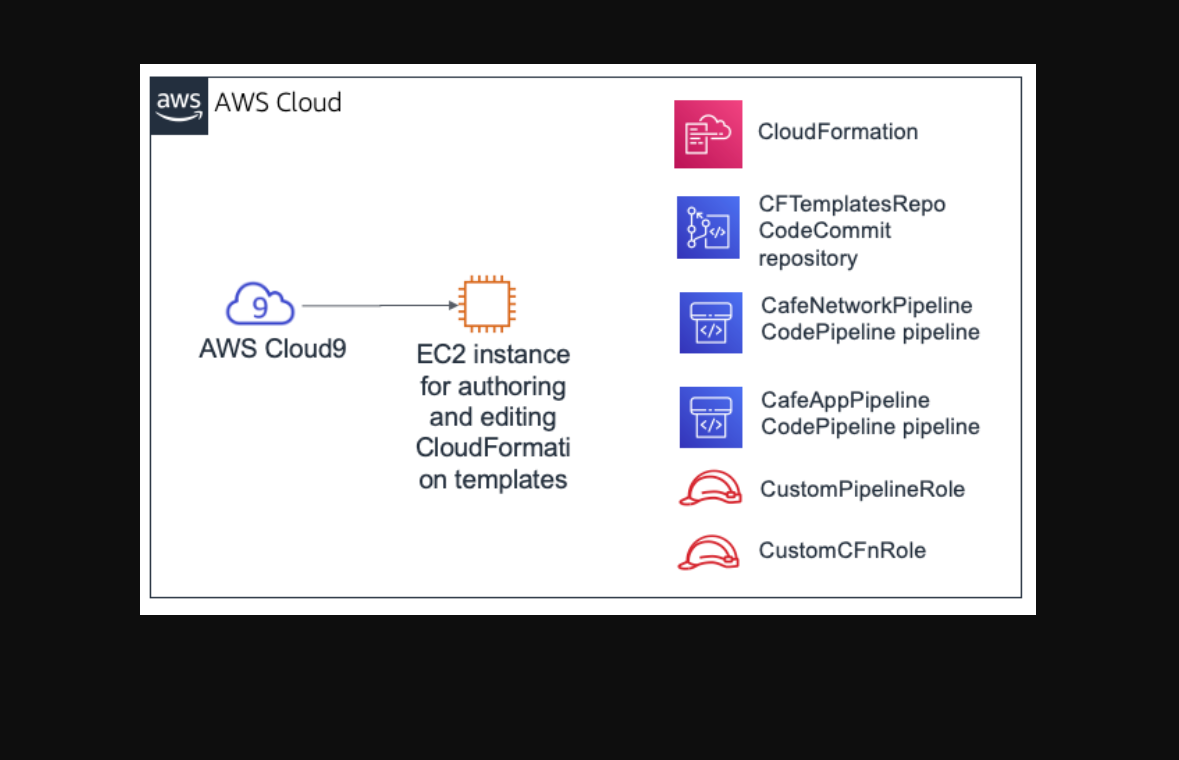 aws
AWS Cloud
CloudFormation
CFTemplatesRepo
CodeCommit
repository
9
AWS Cloud9
EC2 instance
for authoring
and editing
CloudFormati
on templates
CafeNetworkPipeline
CodePipeline pipeline
CafeAppPipeline
CodePipeline pipeline
CustomPipelineRole
CustomCFnRole